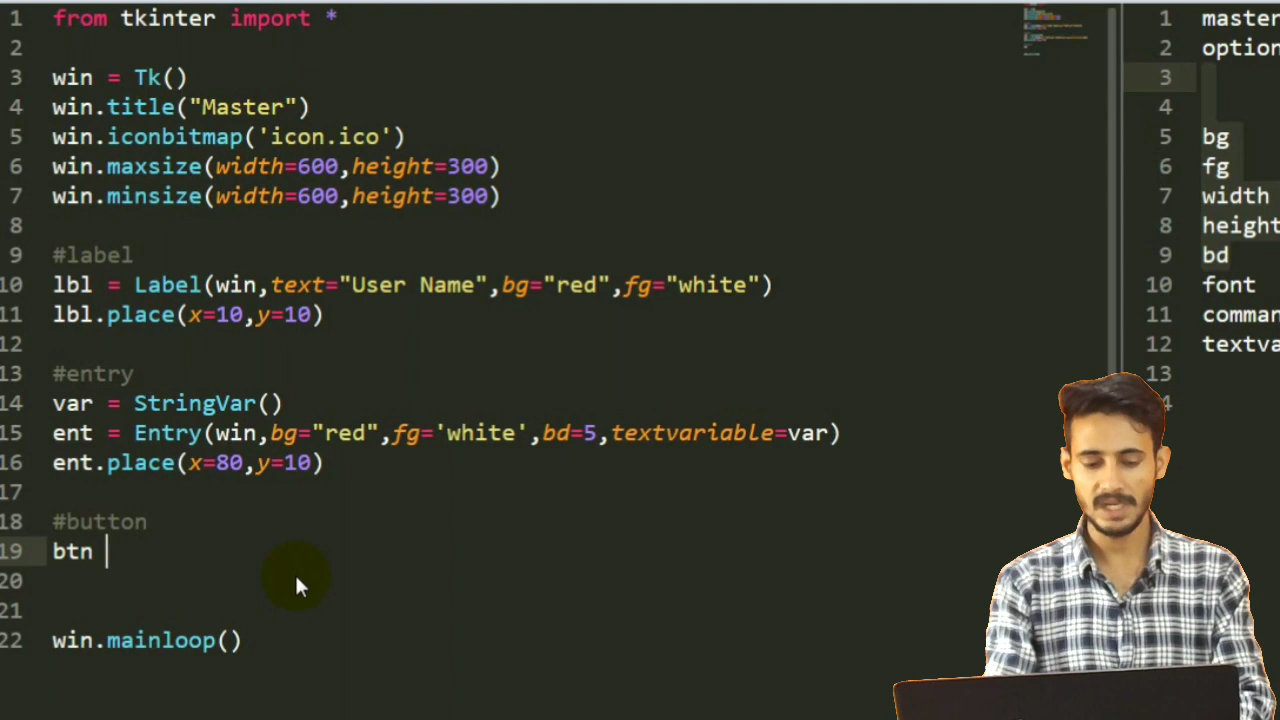 1 from tkinter import *
2
3 win = Tk()
4 win.title("Master")
5 win.iconbitmap('icon.ico')
6 win.maxsize(width=600,height=300)
7 win.minsize(width=600,height=300)
8
9 #label
10 lbl = Label(win,text="User Name",bg="red",fg="white")
11 lbl.place(x=10,y=10)
12
13 #entry
14 var = StringVar()
15 ent = Entry(win,bg="red",fg='white',bd=5,textvariable=var)
16 ent.place(x=80,y=10)
17
18 #button
19 btn
20
21
22 win.mainloop()
1 master
2 option
3
4
5 bg
6 fg
7 width
8 height
9 bd
10 font
11 comman
12 textva
13